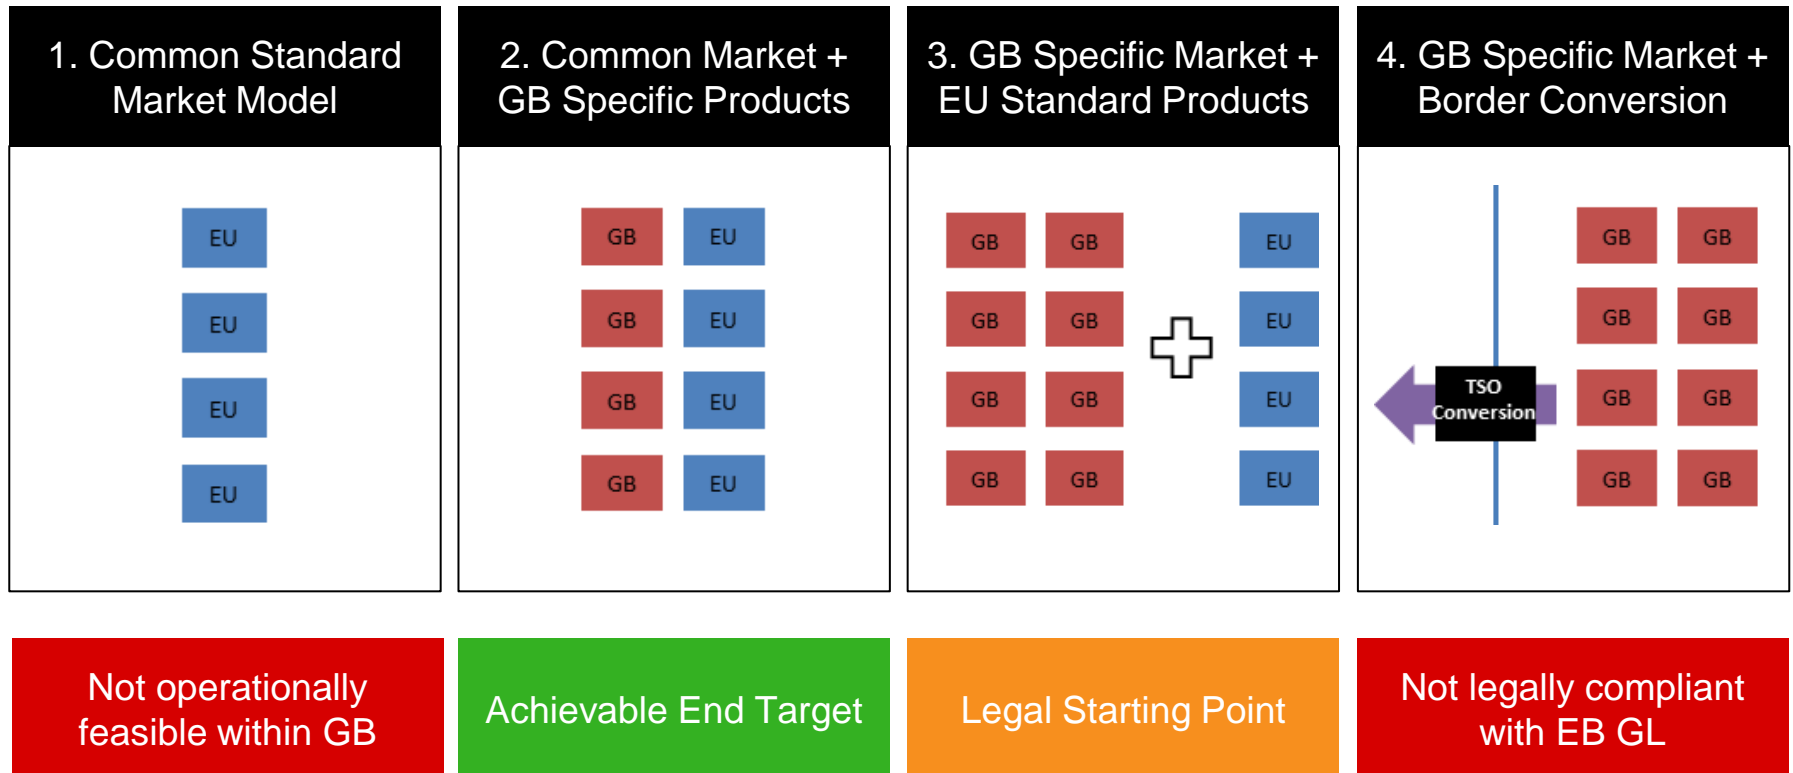 1. Common Standard
Market Model
EU
EU
EU
EU
Not operationally
feasible within GB
2. Common Market +
GB Specific Products
GB EU
GB EU
GB EU
GB EU
Achievable End Target
3. GB Specific Market +
EU Standard Products
GB GB EU
GB GB EU
GB GB EU
GB GB EU
Legal Starting Point
4. GB Specific Market +
Border Conversion
GB GB
GB GB
TSO
Conversion
GB GB
GB GB
Not legally compliant
with EB GL